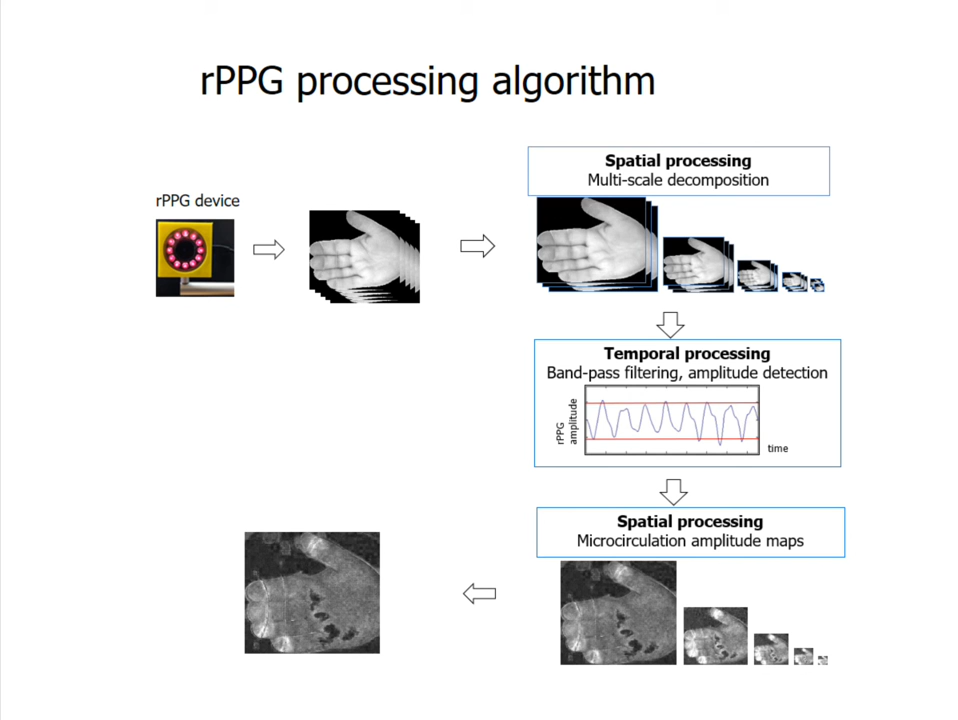 rPPG processing algorithm
rPPG device
Spatial processing
Multi-scale decomposition
Temporal processing
Band-pass filtering, amplitude detection
rPPG
amplitude
time
Spatial processing
Microcirculation amplitude maps